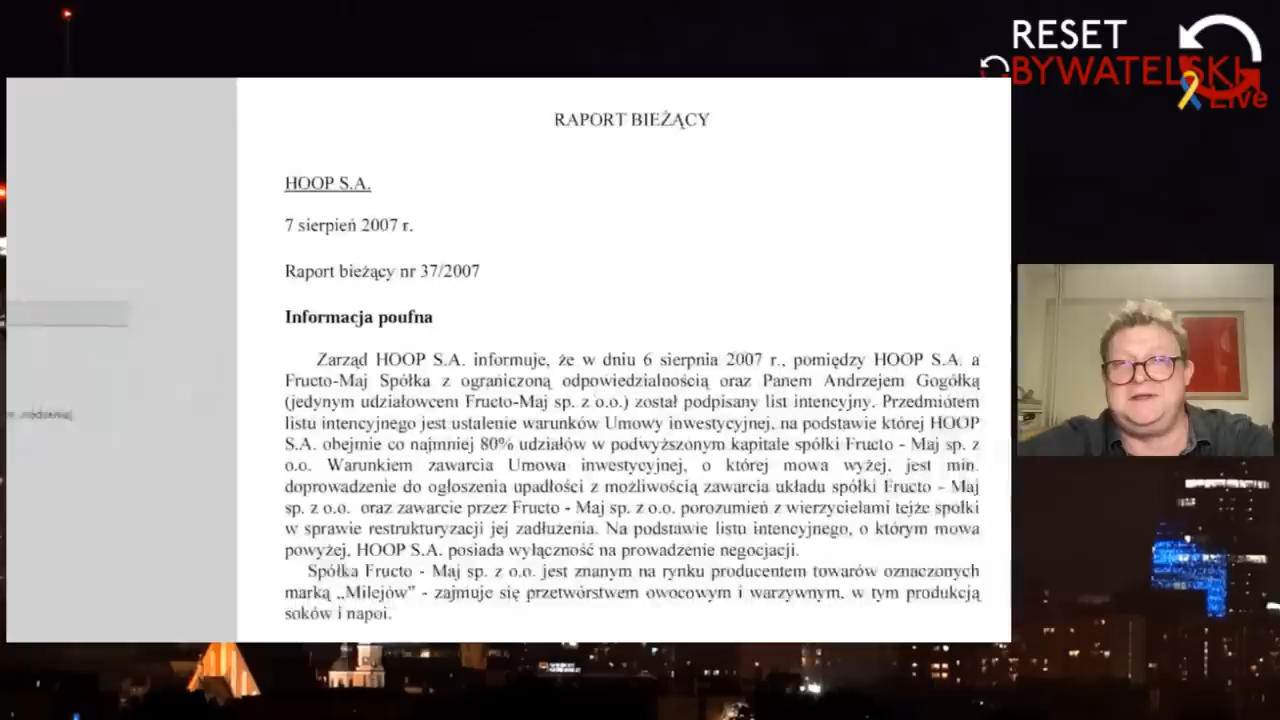 RESET
OBYWATELSKI
Live
RAPORT BIEŻĄCY
HOOP S.A.
7 sierpień 2007 r.
Raport bieżący nr 37/2007
Informacja poufna
Zarząd HOOP S.A. informuje, że w dniu 6 sierpnia 2007 r., pomiędzy HOOP S.A. a
Fructo-Maj Spółka z ograniczoną odpowiedzialnością oraz Panem Andrzejem Gogółką
(jedynym udziałowcem Fructo-Maj sp. z o.o.) został podpisany list intencyjny. Przedmiotem
listu intencyjnego jest ustalenie warunków Umowy inwestycyjnej, na podstawie której HOOP
S.A. obejmie co najmniej 80% udziałów w podwyższonym kapitale spółki Fructo - Maj sp. z
o.o. Warunkiem zawarcia Umowa inwestycyjnej, o której mowa wyżej, jest min.
doprowadzenie do ogłoszenia upadłości z możliwością zawarcia układu spółki Fructo - Maj
sp. z o.o. oraz zawarcie przez Fructo - Maj sp. z o.o. porozumień z wierzycielami tejże spółki
w sprawie restrukturyzacji jej zadłużenia. Na podstawie listu intencyjnego, o którym mowa
powyżej, HOOP S.A. posiada wyłączność na prowadzenie negocjacji.
Spółka Fructo - Maj sp. z o.o. jest znanym na rynku producentem towarów oznaczonych
marką „Milejów” - zajmuje się przetwórstwem owocowym i warzywnym, w tym produkcją
soków i napoi.